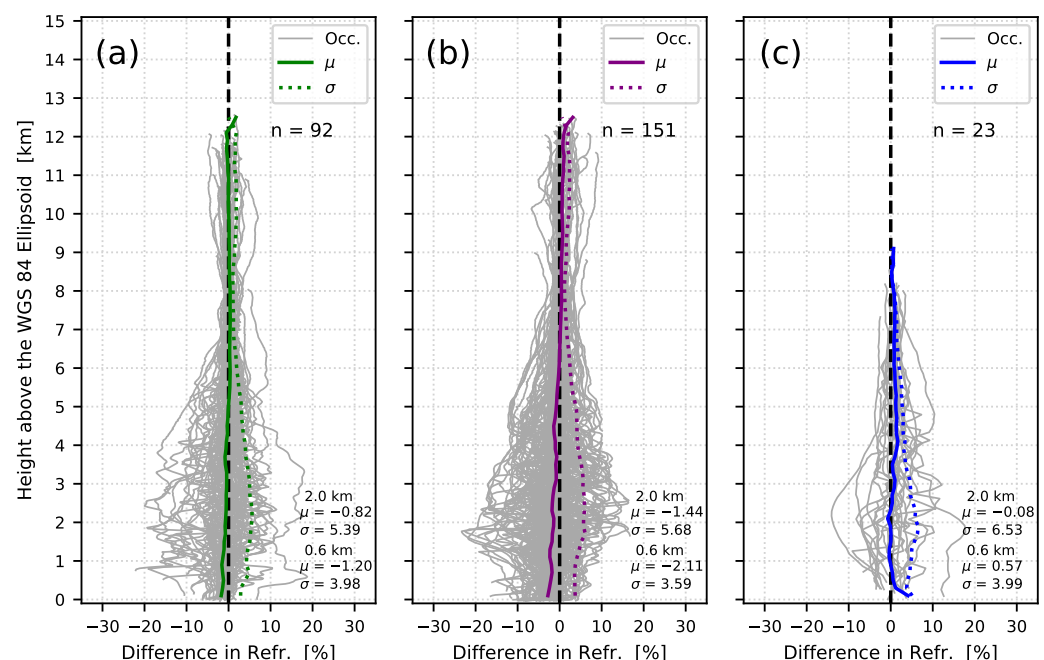 (a)
Occ.
μ
σ
n = 92
2.0 km
μ = −0.82
σ = 5.39
0.6 km
μ = −1.20
σ = 3.98
15
14
13
12
11
10
9
8
7
6
5
4
3
2
1
0
Height above the WGS 84 Ellipsoid [km]
−30 −20 −10 0 10 20 30
Difference in Refr. [%]
(b)
Occ.
μ
σ
n = 151
2.0 km
μ = −1.44
σ = 5.68
0.6 km
μ = −2.11
σ = 3.59
−30 −20 −10 0 10 20 30
Difference in Refr. [%]
(c)
Occ.
μ
σ
n = 23
2.0 km
μ = −0.08
σ = 6.53
0.6 km
μ = 0.57
σ = 3.99
−30 −20 −10 0 10 20 30
Difference in Refr. [%]